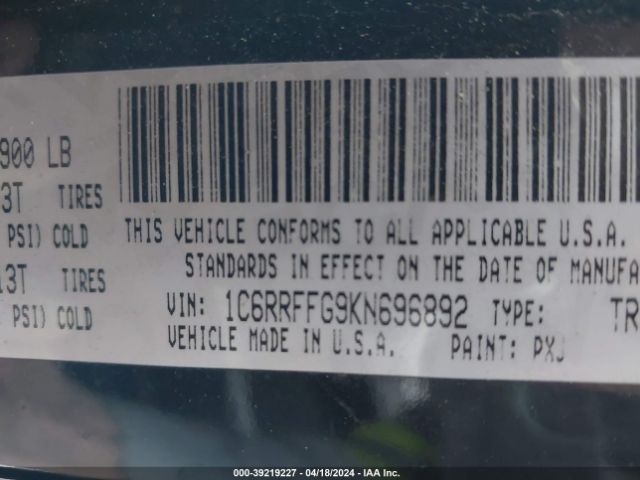 900 LB
3T TIRES
PSI) COLD
13T TIRES
PSI) COLD
THIS VEHICLE CONFORMS TO ALL APPLICABLE U.S.A.
STANDARDS IN EFFECT ON THE DATE OF MANUFA
VIN: 1C6RRFFG9KN696892 TYPE: TR
VEHICLE MADE IN U.S.A. PAINT: PXJ
000-39219227 - 04/18/2024 - IAA Inc.